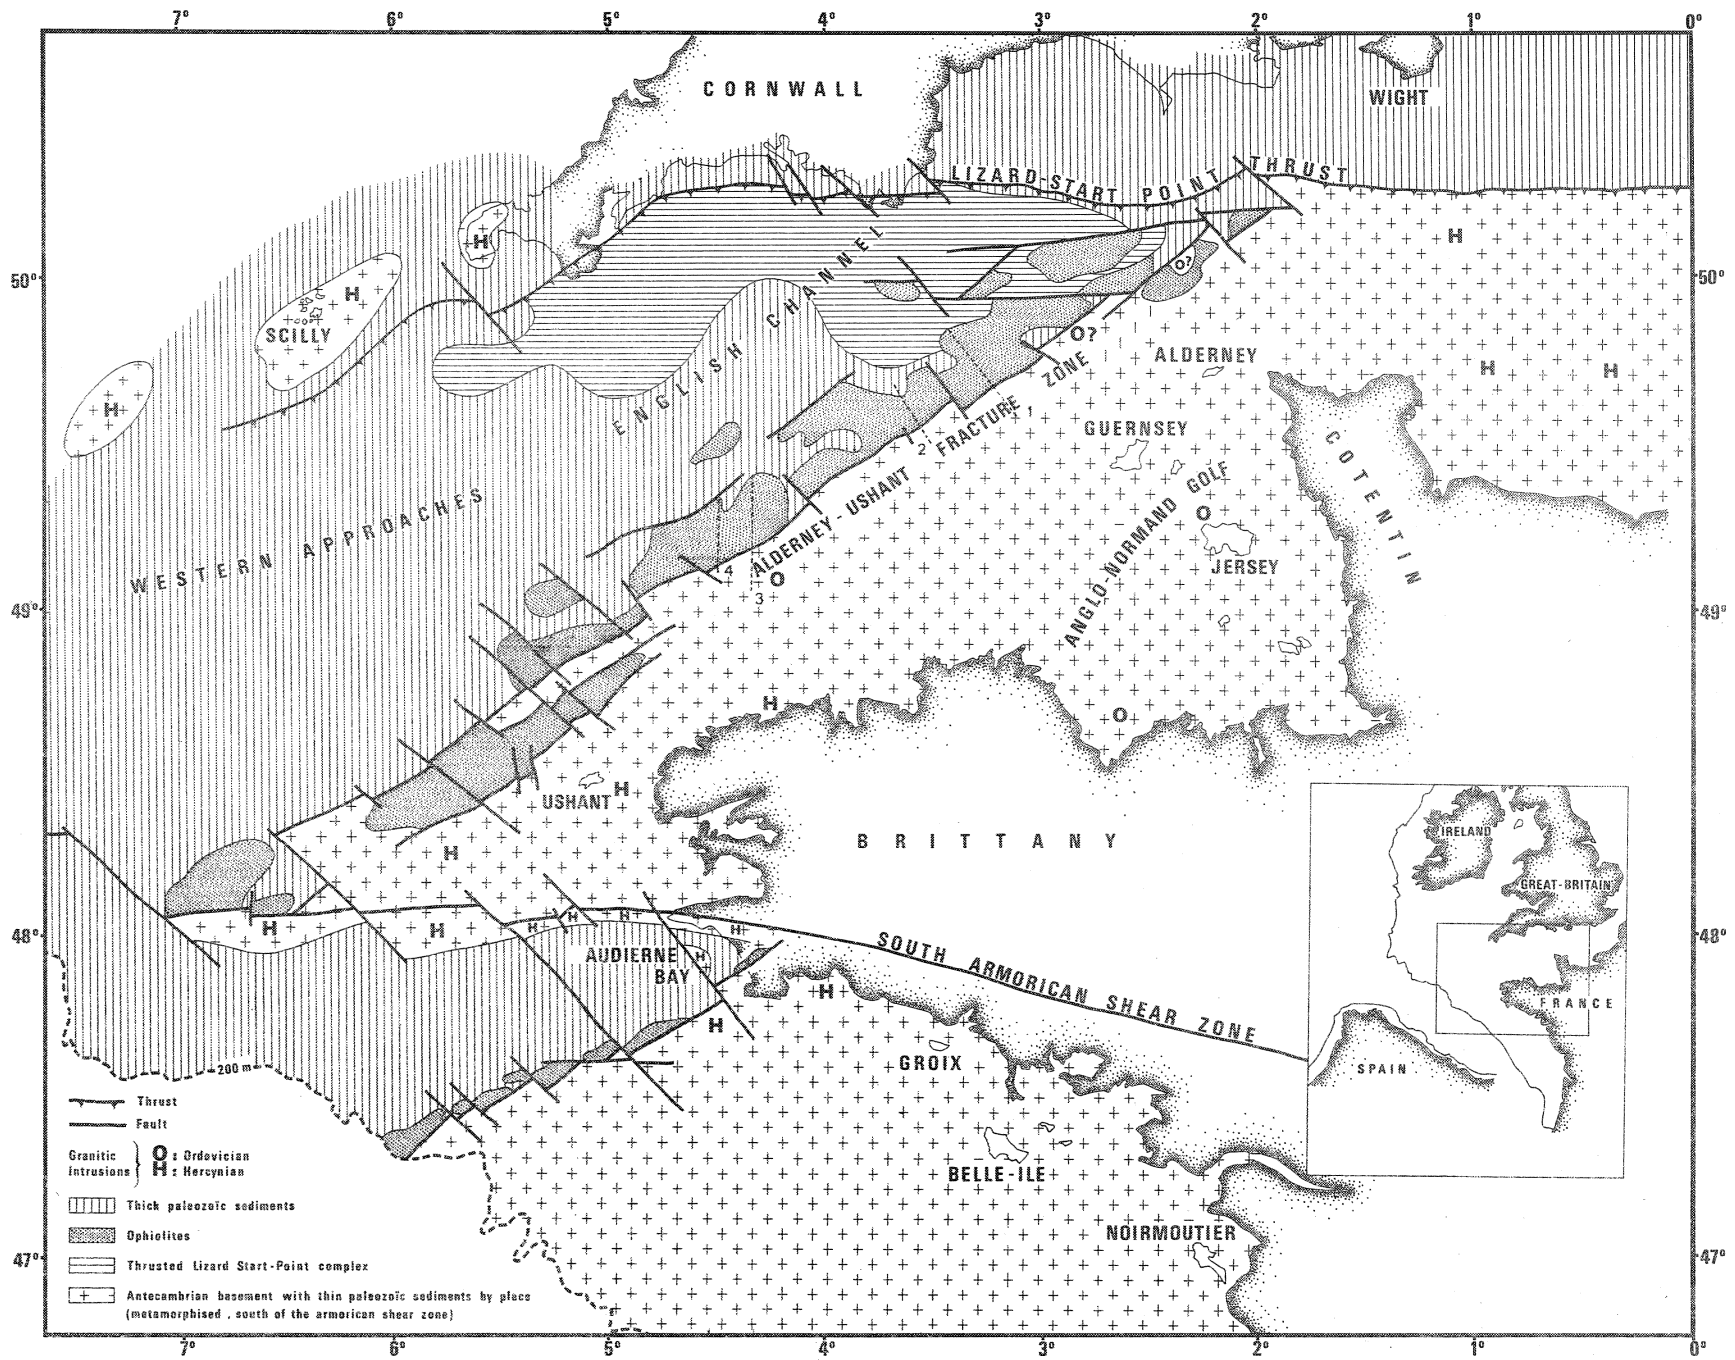 7° 6° 5° 4° 3° 2° 1° 0°
CORNWALL
WIGHT
LIZARD-START POINT THRUST
H
H
50° 50°
O?
H
SCILLY
ENGLISH CHANNEL
O?
ZONE
ALDERNEY
H
H
H
1
2
FRACTURE
GUERNSEY
COTENTIN
WESTERN APPROACHES
ALDERNEY-USHANT
ANGLO-NORMAND GOLF
O
JERSEY
4
O
3
49° 49°
H
O
USHANT H
BRITTANY
IRELAND
GREAT-BRITAIN
H
H
H
H
H
H
H
48° 48°
AUDIERNE
BAY
H
SOUTH ARMORICAN SHEAR ZONE
H
H
FRANCE
GROIX
SPAIN
200 m
Thrust
Fault
Granitic
intrusions
O : Ordovician
H : Hercynian
BELLE-ILE
Thick paleozoïc sediments
Ophiolites
NOIRMOUTIER
47° 47°
Thrusted Lizard Start-Point complex
Antecambrian basement with thin paleozoïc sediments by place
(metamorphised , south of the armorican shear zone)
7° 6° 5° 4° 3° 2° 1° 0°